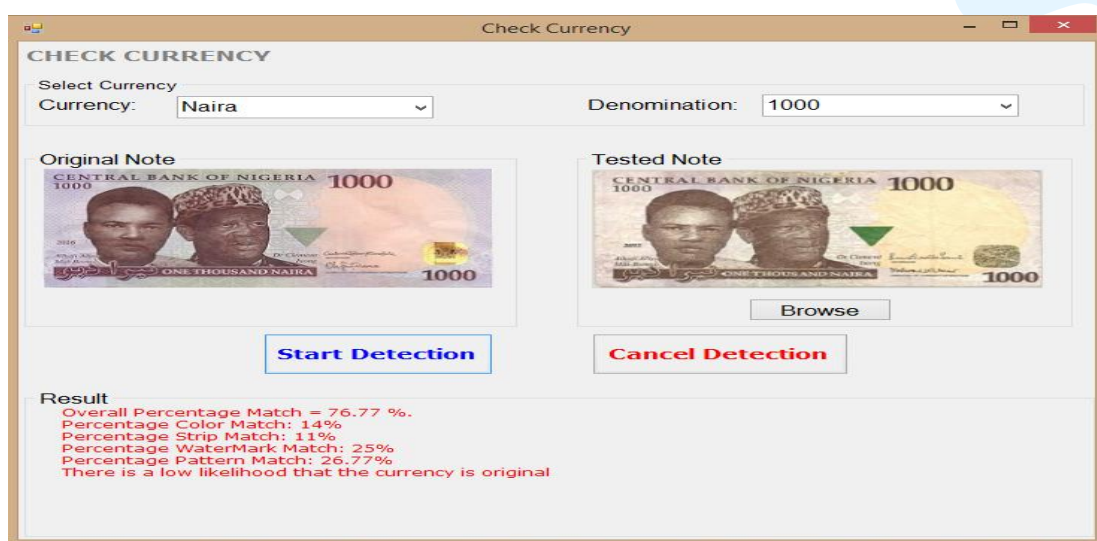 Check Currency
CHECK CURRENCY
Select Currency
Currency: Naira
Denomination: 1000
Original Note
CENTRAL BANK OF NIGERIA 1000
1000
ONE THOUSAND NAIRA
1000
Tested Note
CENTRAL BANK OF NIGERIA 1000
1000
ONE THOUSAND NAIRA
1000
Browse
Start Detection
Cancel Detection
Result
Overall Percentage Match = 76.77 %.
Percentage Color Match: 14%
Percentage Strip Match: 11%
Percentage WaterMark Match: 25%
Percentage Pattern Match: 26.77%
There is a low likelihood that the currency is original